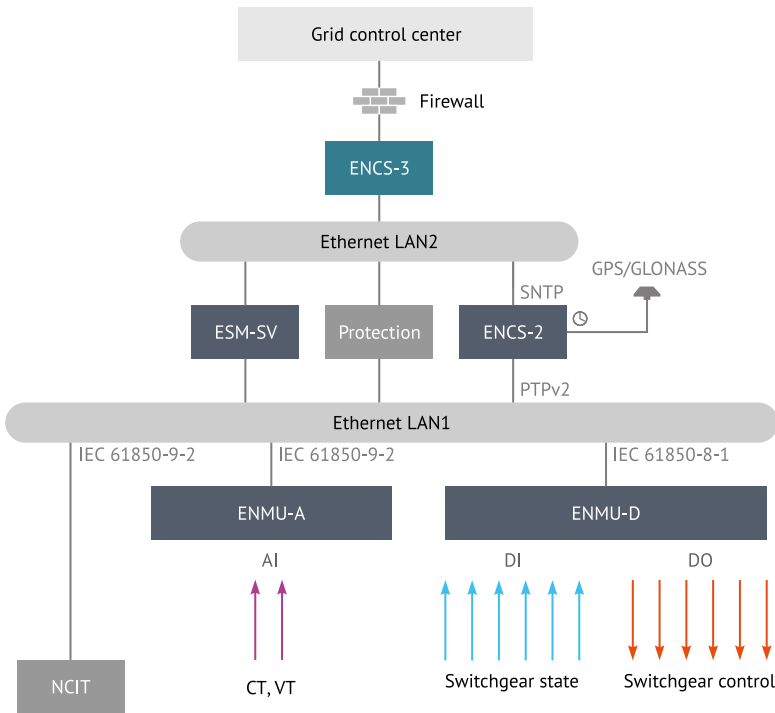 Grid control center
Firewall
ENCS-3
Ethernet LAN2
GPS/GLONASS
SNTP
ESM-SV
Protection
ENCS-2
PTPv2
Ethernet LAN1
IEC 61850-9-2
IEC 61850-9-2
IEC 61850-8-1
ENMU-A
ENMU-D
AI
DI
DO
NCIT
CT, VT
Switchgear state
Switchgear control